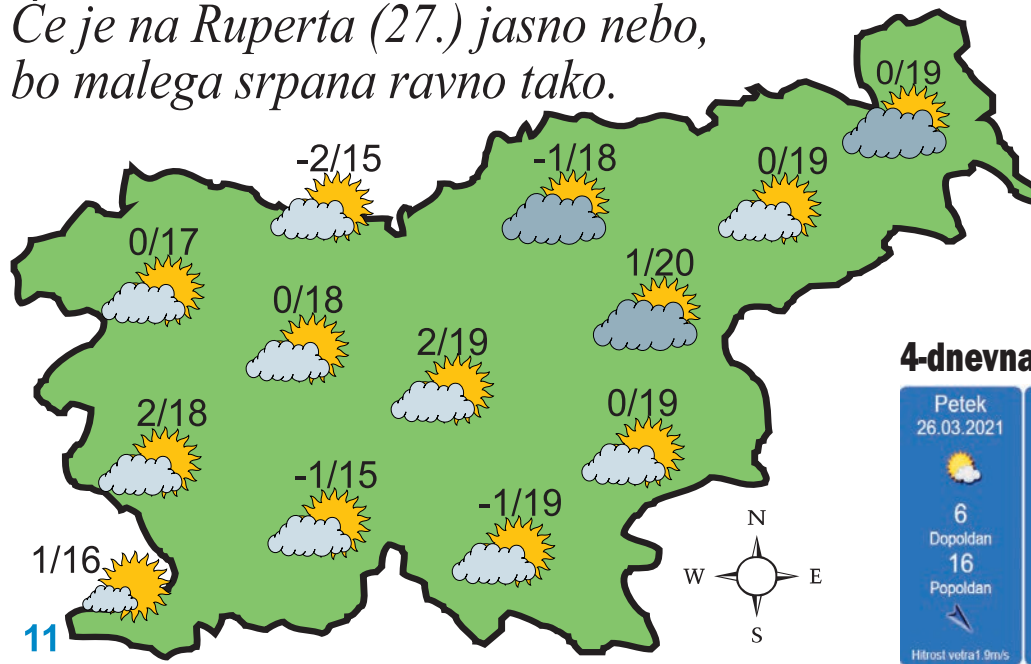 Če je na Ruperta (27.) jasno nebo,
bo malega srpana ravno tako.
0/19
-2/15
-1/18
0/19
0/17
1/20
0/18
2/19
2/18
0/19
-1/15
-1/19
1/16
N
W
E
S
11
4-dnevna
Petek
26.03.2021
6
Dopoldan
16
Popoldan
Hitrost vetra1.9m/s